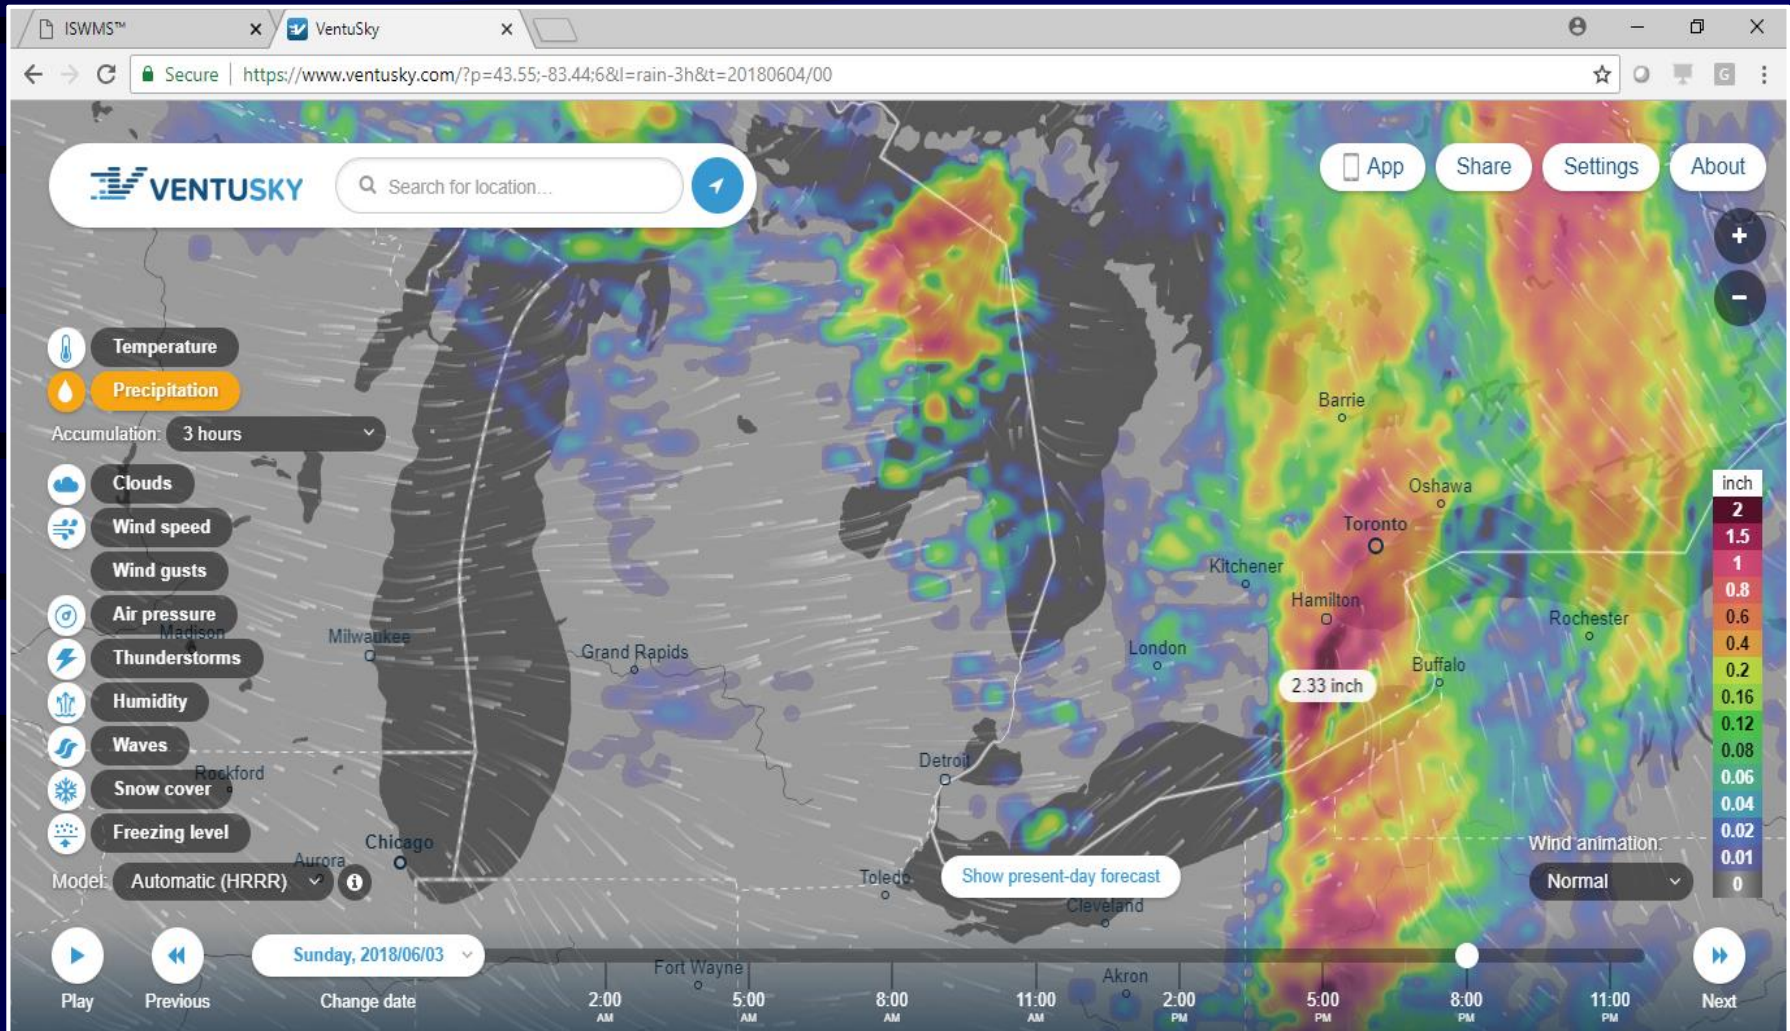 ISWMS™
VentuSky
Secure
https://www.ventusky.com/?p=43.55;-83.44;6&l=rain-3h&t=20180604/00
G
VENTUSKY
Search for location...
App
Share
Settings
About
+
−
Temperature
Precipitation
Accumulation: 3 hours
Clouds
Wind speed
Wind gusts
Air pressure
Thunderstorms
Humidity
Waves
Snow cover
Freezing level
Model: Automatic (HRRR)
Barrie
Oshawa
Toronto
Kitchener
Hamilton
Rochester
London
Buffalo
2.33 inch
Madison
Milwaukee
Grand Rapids
Rockford
Detroit
Chicago
Aurora
Toledo
Cleveland
Fort Wayne
Akron
Show present-day forecast
inch
2
1.5
1
0.8
0.6
0.4
0.2
0.16
0.12
0.08
0.06
0.04
0.02
0.01
0
Wind animation:
Normal
Play
Previous
Sunday, 2018/06/03
Change date
2:00 AM
5:00 AM
8:00 AM
11:00 AM
2:00 PM
5:00 PM
8:00 PM
11:00 PM
Next